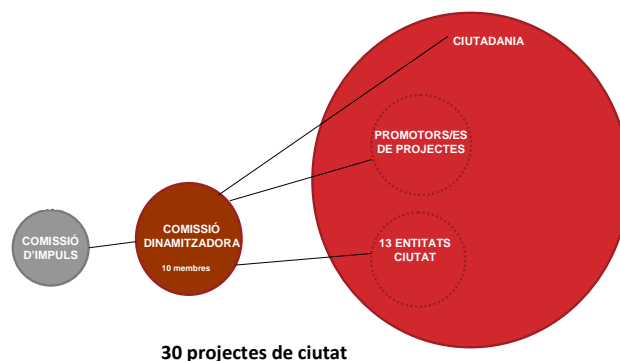 CIUTADANIA
PROMOTORS/ES
DE PROJECTES
COMISSIÓ
DINAMITZADORA
10 membres
COMISSIÓ
D'IMPULS
13 ENTITATS
CIUTAT
30 projectes de ciutat